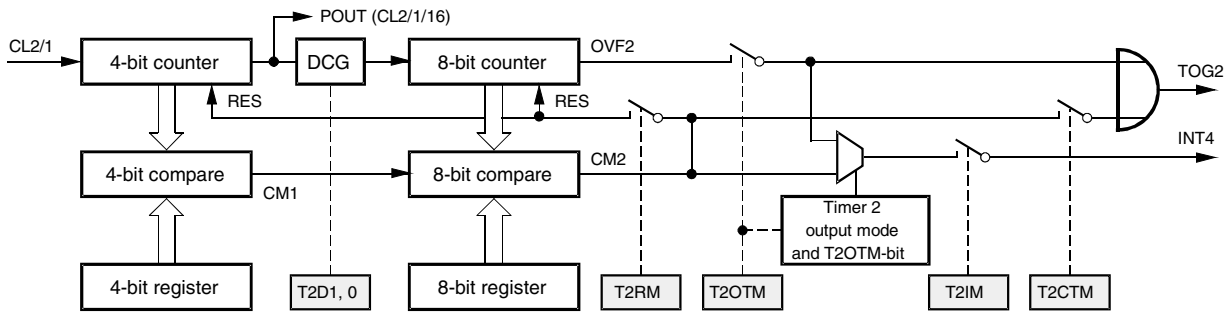 POUT (CL2/1/16)
CL2/1
4-bit counter
DCG
8-bit counter
OVF2
TOG2
RES
RES
4-bit compare
CM1
8-bit compare
CM2
INT4
Timer 2
output mode
and T2OTM-bit
4-bit register
T2D1, 0
8-bit register
T2RM
T2OTM
T2IM
T2CTM